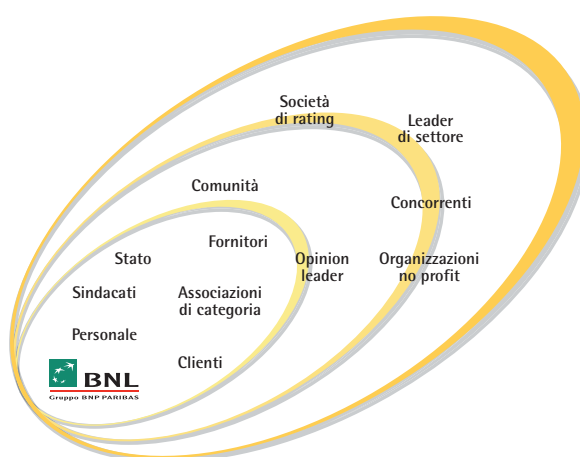 Società
di rating
Leader
di settore
Comunità
Concorrenti
Fornitori
Stato
Opinion
leader
Organizzazioni
no profit
Sindacati
Associazioni
di categoria
Personale
Clienti
BNL
Gruppo BNP PARIBAS